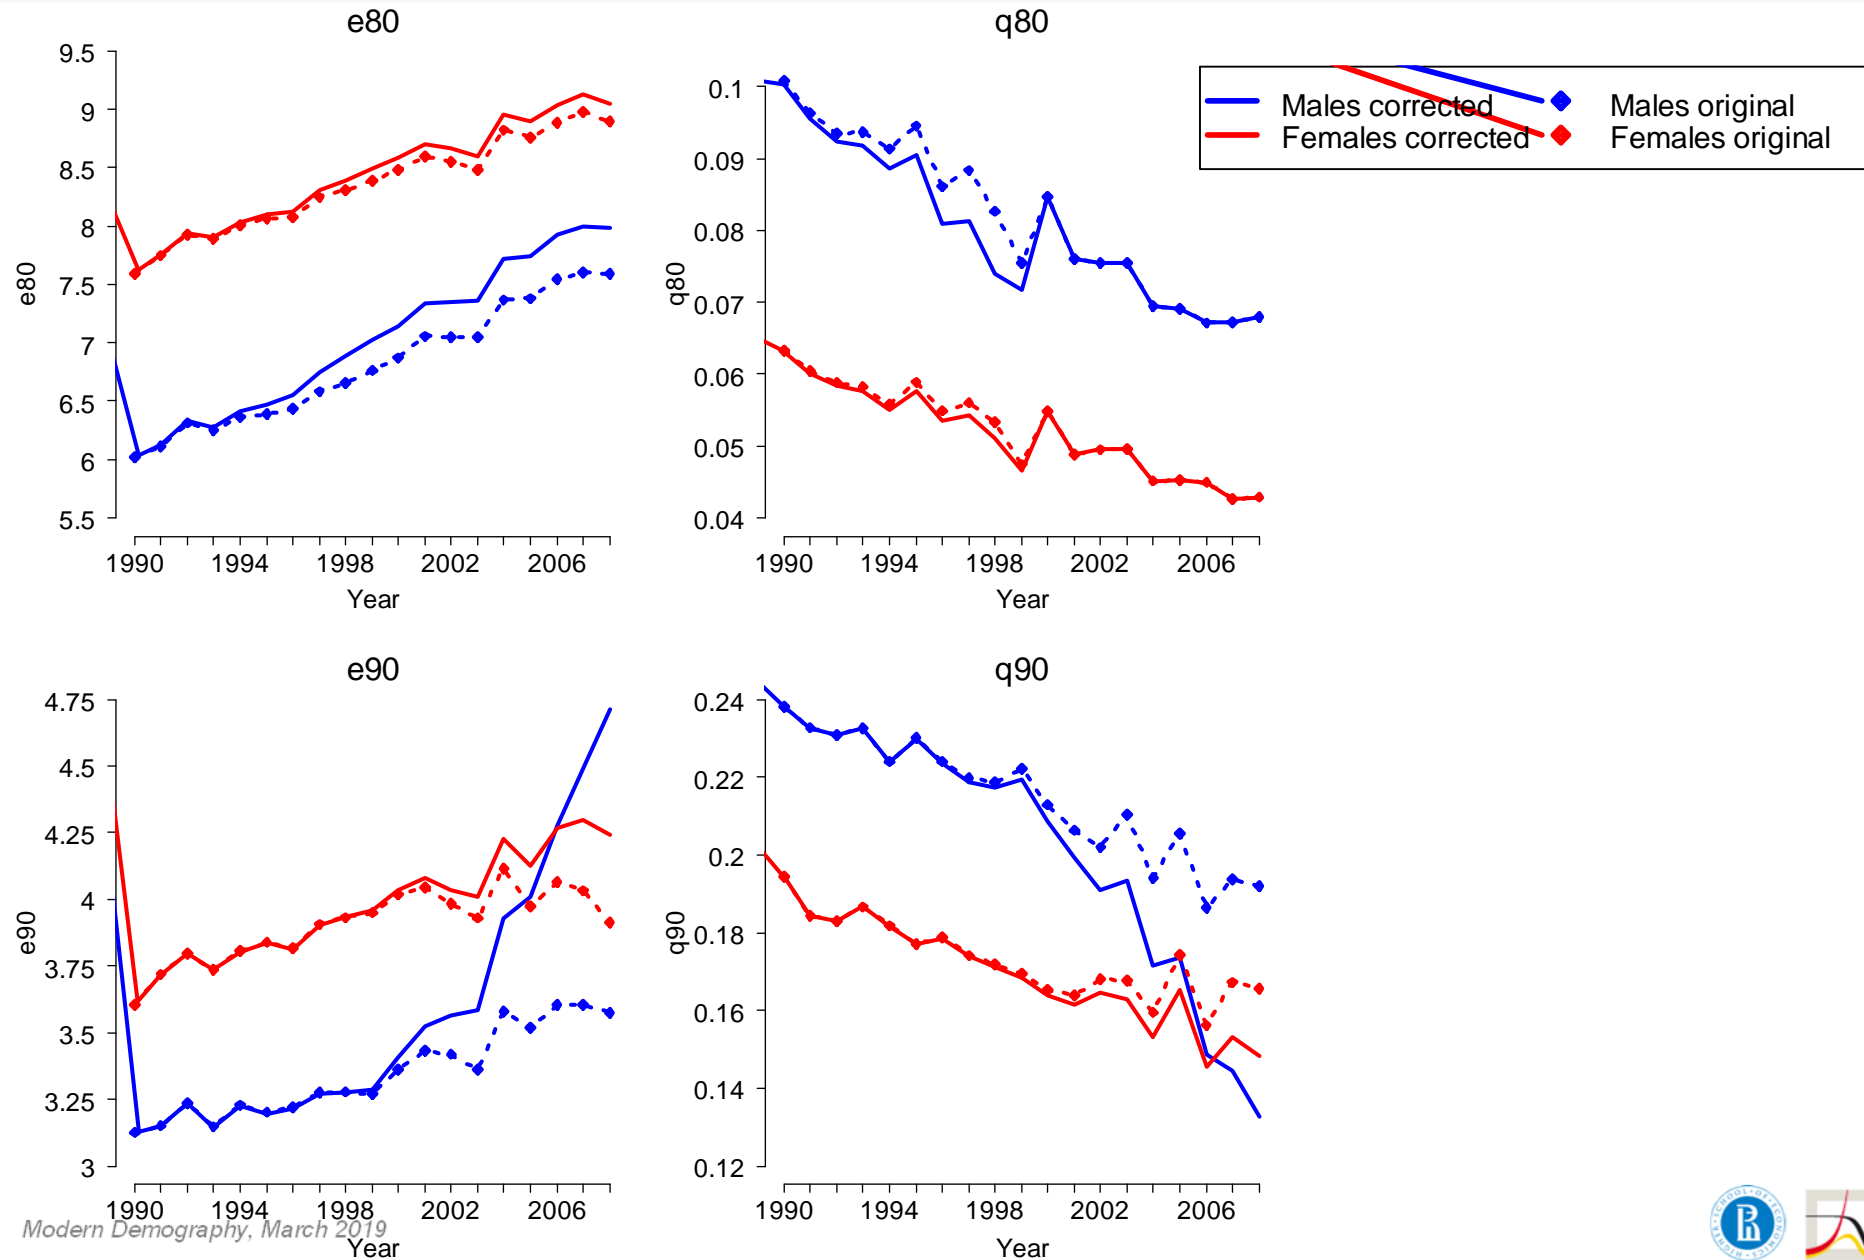 e80
9.5
9
8.5
8
7.5
7
6.5
6
5.5
e80
1990 1994 1998 2002 2006
Year
q80
0.1
0.09
0.08
0.07
0.06
0.05
0.04
q80
1990 1994 1998 2002 2006
Year
Males corrected Males original
Females corrected Females original
e90
4.75
4.5
4.25
4
3.75
3.5
3.25
3
e90
1990 1994 1998 2002 2006
Year
q90
0.24
0.22
0.2
0.18
0.16
0.14
0.12
q90
1990 1994 1998 2002 2006
Year
Modern Demography, March 2019